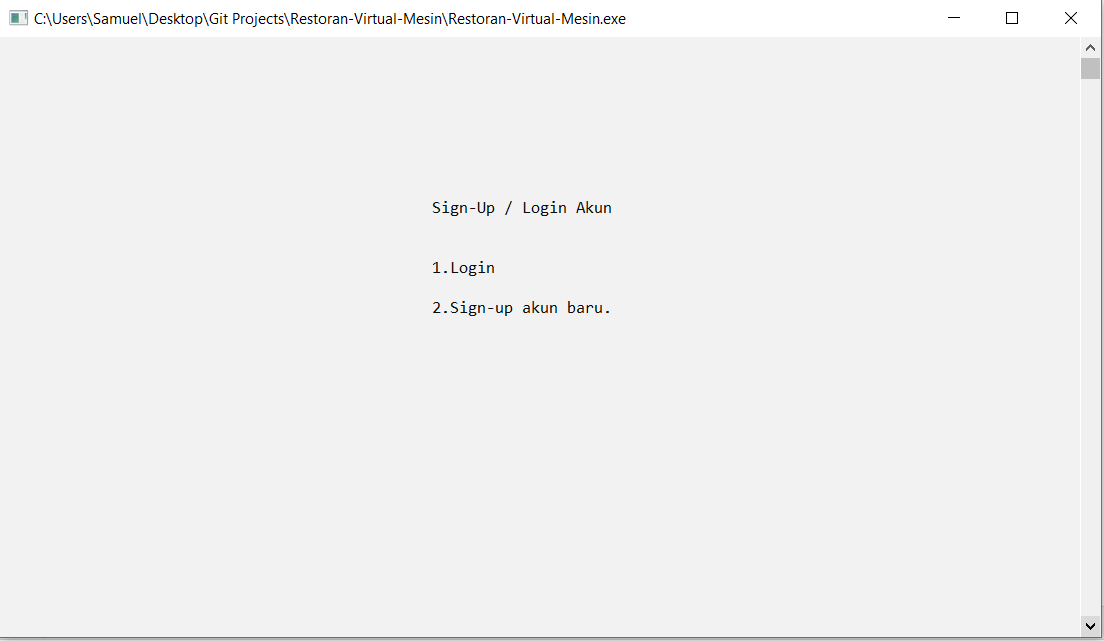 C:\Users\Samuel\Desktop\Git Projects\Restoran-Virtual-Mesin\Restoran-Virtual-Mesin.exe
Sign-Up / Login Akun
1.Login
2.Sign-up akun baru.